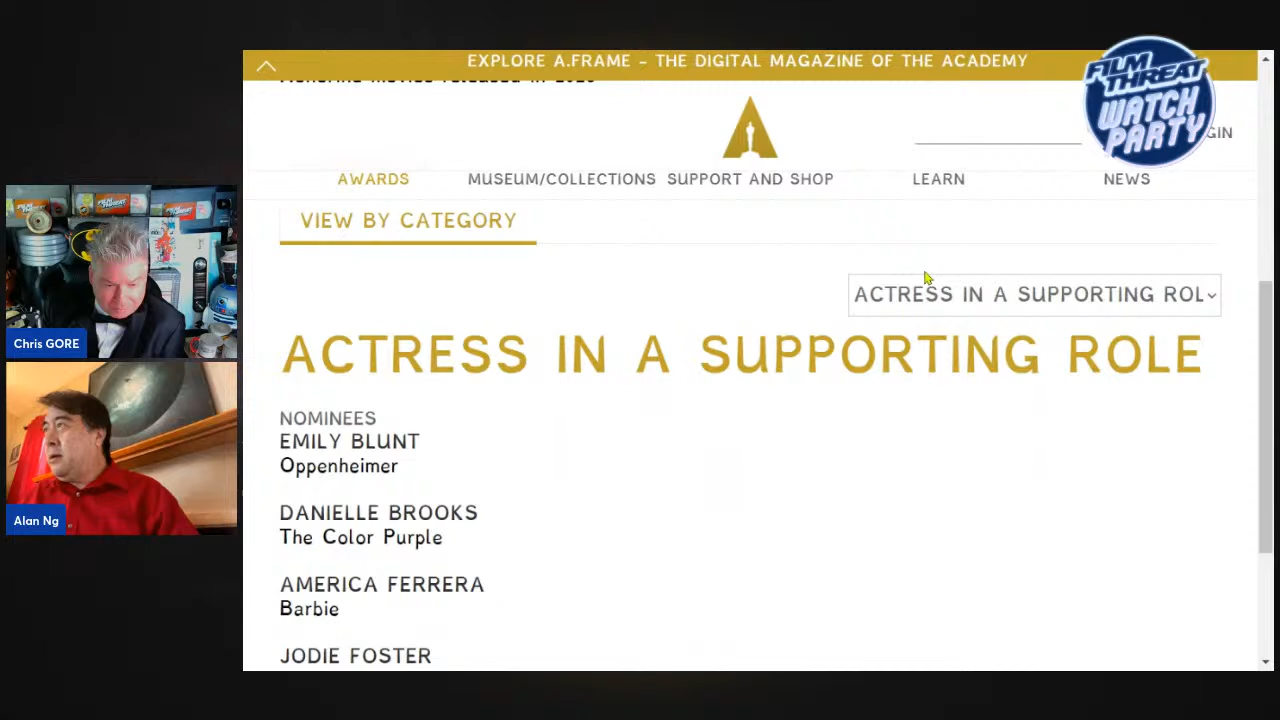 EXPLORE A.FRAME - THE DIGITAL MAGAZINE OF THE ACADEMY
FILM THREAT
WATCH
PARTY
GIN
AWARDS
MUSEUM/COLLECTIONS
SUPPORT AND SHOP
LEARN
NEWS
VIEW BY CATEGORY
ACTRESS IN A SUPPORTING ROL
ACTRESS IN A SUPPORTING ROLE
NOMINEES
EMILY BLUNT
Oppenheimer
DANIELLE BROOKS
The Color Purple
AMERICA FERRERA
Barbie
JODIE FOSTER
Chris GORE
Alan Ng